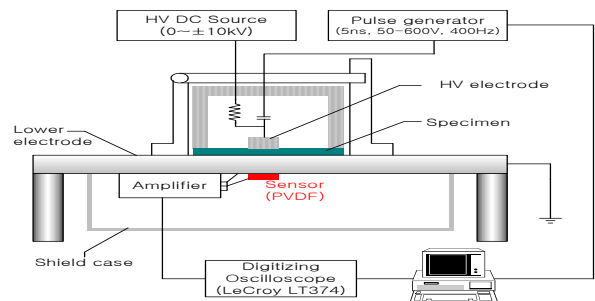 HV DC Source
(0~±10kV)
Pulse generator
(5ns, 50-600V, 400Hz)
HV electrode
Specimen
Lower
electrode
Amplifier
Sensor
(PVDF)
Shield case
Digitizing
Oscilloscope
(LeCroy LT374)